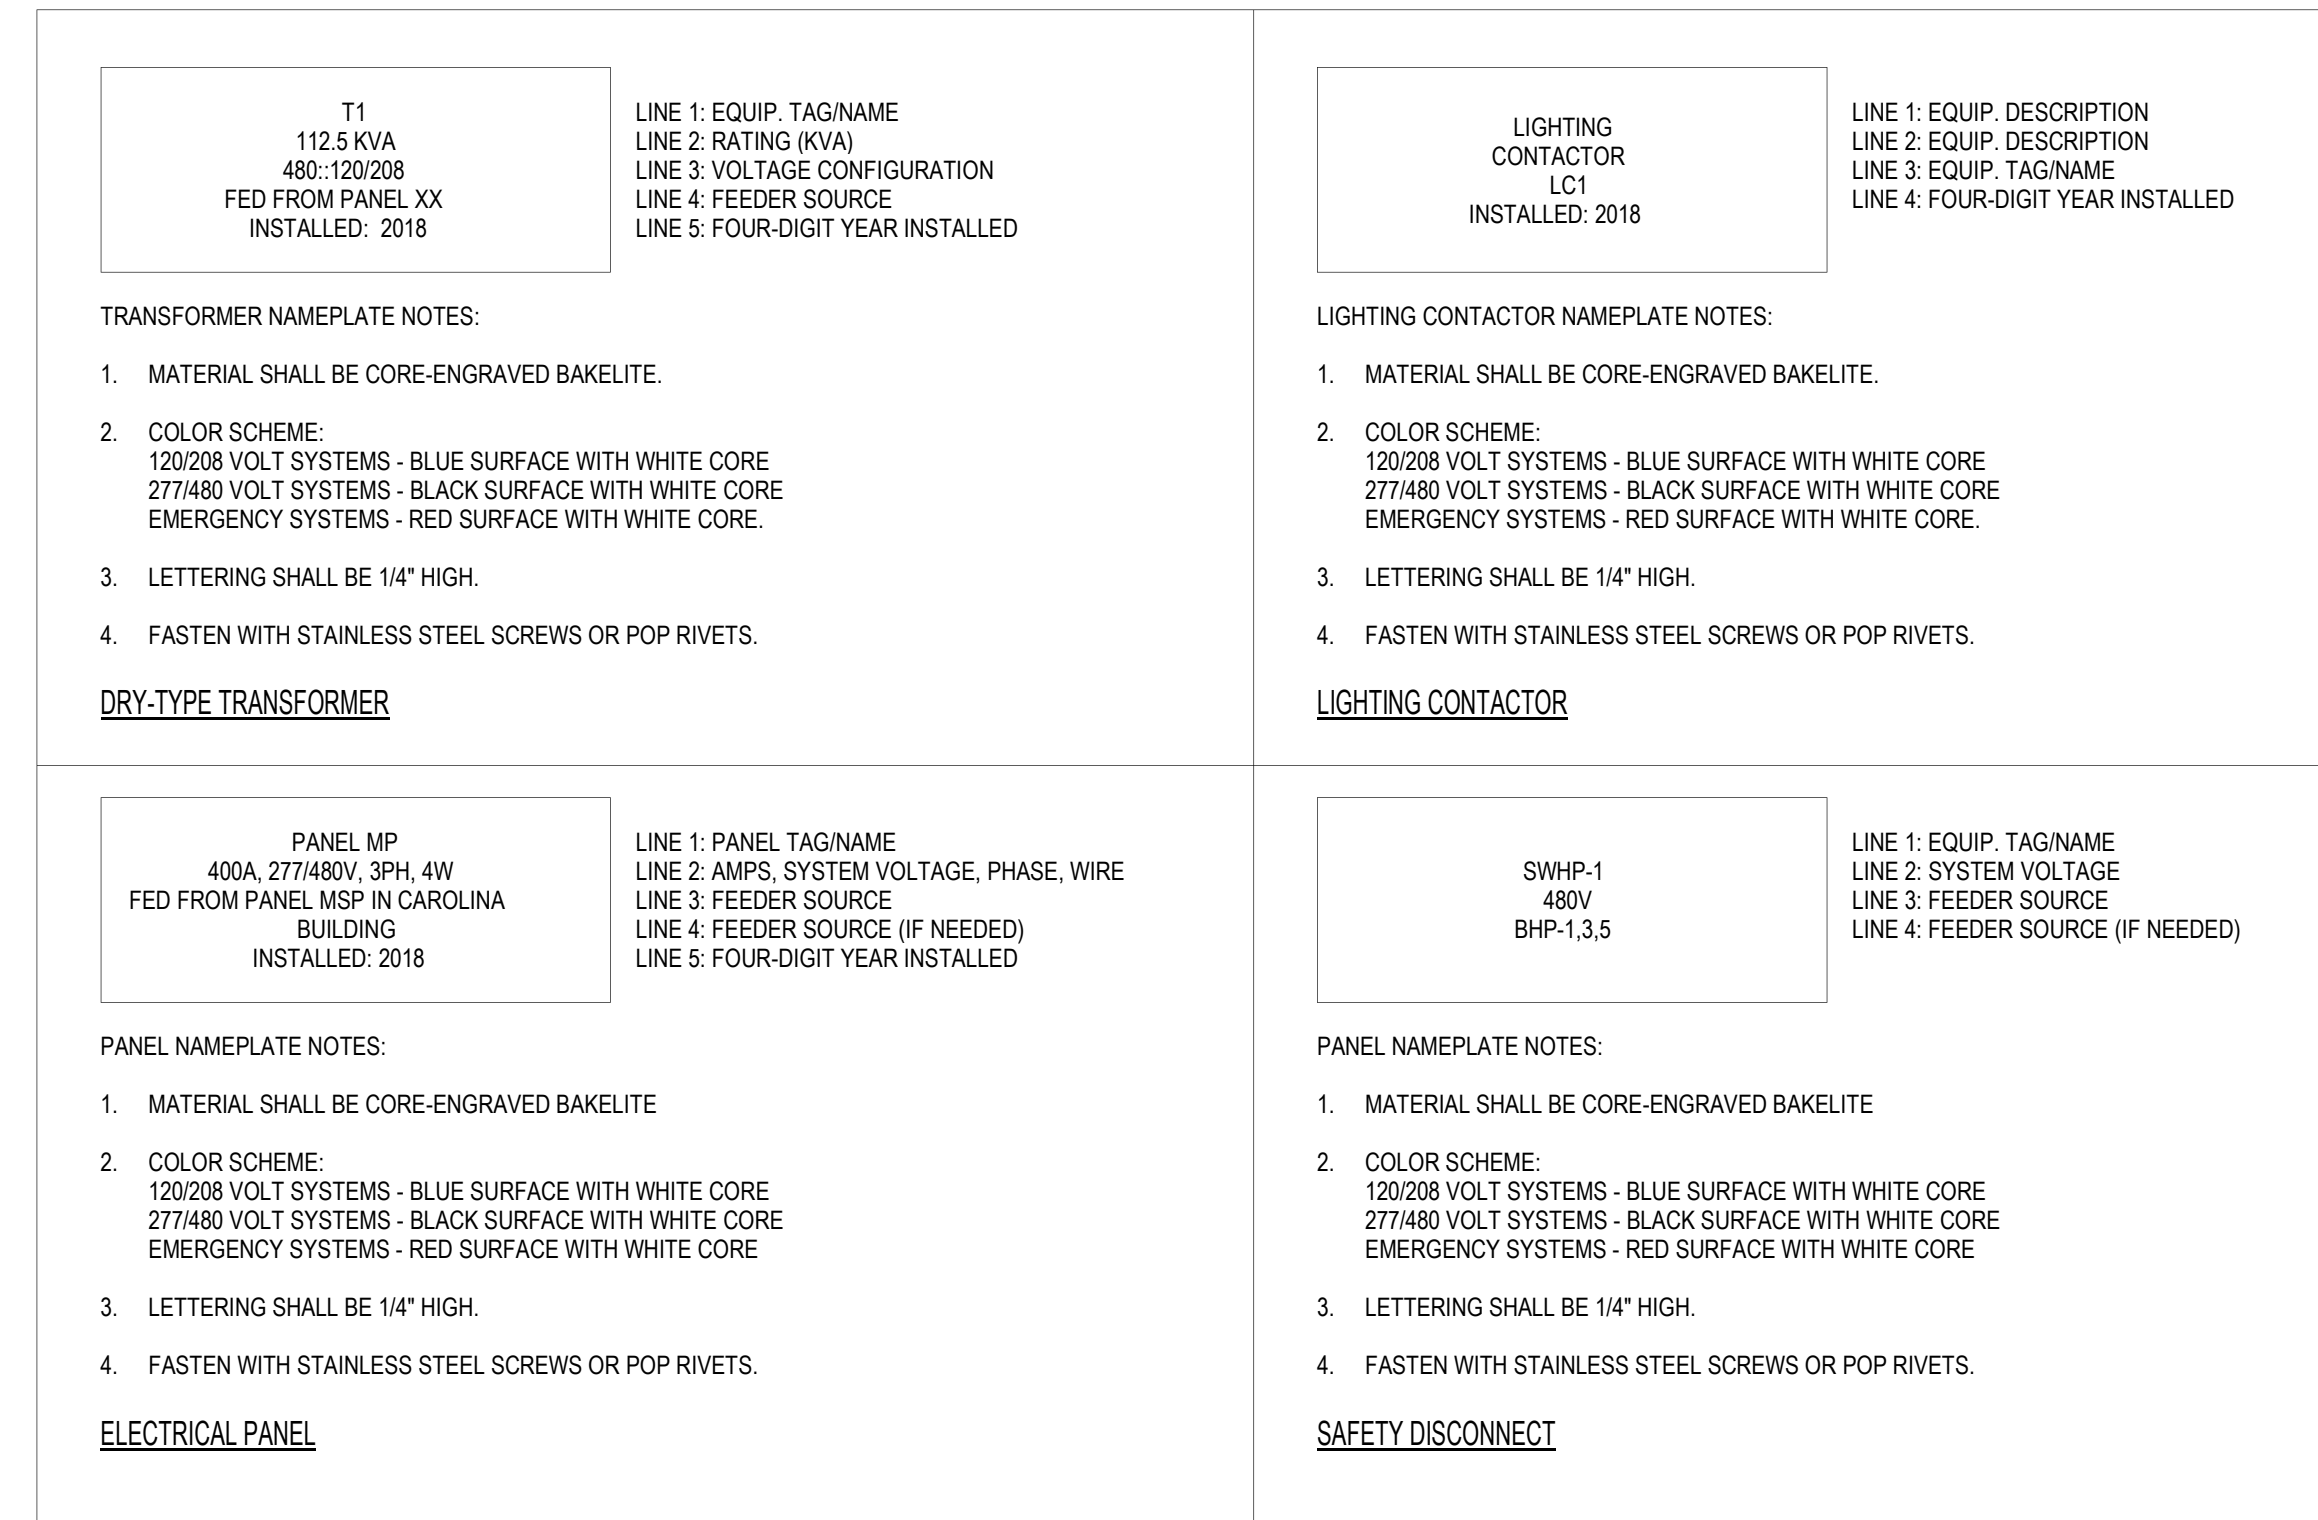 T1
112.5 KVA
480::120/208
FED FROM PANEL XX
INSTALLED:  2018
LINE 1: EQUIP. TAG/NAME
LINE 2: RATING (KVA)
LINE 3: VOLTAGE CONFIGURATION
LINE 4: FEEDER SOURCE
LINE 5: FOUR-DIGIT YEAR INSTALLED
TRANSFORMER NAMEPLATE NOTES:
1. MATERIAL SHALL BE CORE-ENGRAVED BAKELITE.
2. COLOR SCHEME:
120/208 VOLT SYSTEMS - BLUE SURFACE WITH WHITE CORE
277/480 VOLT SYSTEMS - BLACK SURFACE WITH WHITE CORE
EMERGENCY SYSTEMS - RED SURFACE WITH WHITE CORE.
3. LETTERING SHALL BE 1/4" HIGH.
4. FASTEN WITH STAINLESS STEEL SCREWS OR POP RIVETS.
DRY-TYPE TRANSFORMER
LIGHTING
CONTACTOR
LC1
INSTALLED: 2018
LINE 1: EQUIP. DESCRIPTION
LINE 2: EQUIP. DESCRIPTION
LINE 3: EQUIP. TAG/NAME
LINE 4: FOUR-DIGIT YEAR INSTALLED
LIGHTING CONTACTOR NAMEPLATE NOTES:
1. MATERIAL SHALL BE CORE-ENGRAVED BAKELITE.
2. COLOR SCHEME:
120/208 VOLT SYSTEMS - BLUE SURFACE WITH WHITE CORE
277/480 VOLT SYSTEMS - BLACK SURFACE WITH WHITE CORE
EMERGENCY SYSTEMS - RED SURFACE WITH WHITE CORE.
3. LETTERING SHALL BE 1/4" HIGH.
4. FASTEN WITH STAINLESS STEEL SCREWS OR POP RIVETS.
LIGHTING CONTACTOR
PANEL MP
400A, 277/480V, 3PH, 4W
FED FROM PANEL MSP IN CAROLINA
BUILDING
INSTALLED: 2018
LINE 1: PANEL TAG/NAME
LINE 2: AMPS, SYSTEM VOLTAGE, PHASE, WIRE
LINE 3: FEEDER SOURCE
LINE 4: FEEDER SOURCE (IF NEEDED)
LINE 5: FOUR-DIGIT YEAR INSTALLED
PANEL NAMEPLATE NOTES:
1. MATERIAL SHALL BE CORE-ENGRAVED BAKELITE
2. COLOR SCHEME:
120/208 VOLT SYSTEMS - BLUE SURFACE WITH WHITE CORE
277/480 VOLT SYSTEMS - BLACK SURFACE WITH WHITE CORE
EMERGENCY SYSTEMS - RED SURFACE WITH WHITE CORE
3. LETTERING SHALL BE 1/4" HIGH.
4. FASTEN WITH STAINLESS STEEL SCREWS OR POP RIVETS.
ELECTRICAL PANEL
SWHP-1
480V
BHP-1,3,5
LINE 1: EQUIP. TAG/NAME
LINE 2: SYSTEM VOLTAGE
LINE 3: FEEDER SOURCE
LINE 4: FEEDER SOURCE (IF NEEDED)
PANEL NAMEPLATE NOTES:
1. MATERIAL SHALL BE CORE-ENGRAVED BAKELITE
2. COLOR SCHEME:
120/208 VOLT SYSTEMS - BLUE SURFACE WITH WHITE CORE
277/480 VOLT SYSTEMS - BLACK SURFACE WITH WHITE CORE
EMERGENCY SYSTEMS - RED SURFACE WITH WHITE CORE
3. LETTERING SHALL BE 1/4" HIGH.
4. FASTEN WITH STAINLESS STEEL SCREWS OR POP RIVETS.
SAFETY DISCONNECT